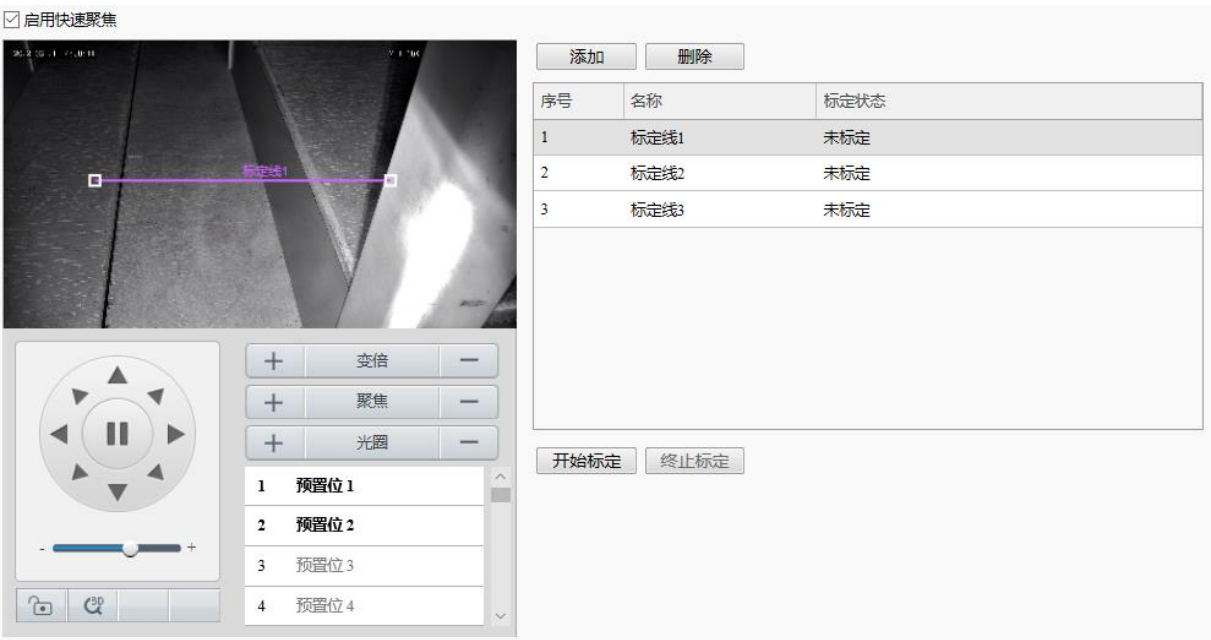 启用快速聚焦
标定线1
变倍
聚焦
光圈
1 预置位 1
2 预置位 2
3 预置位 3
4 预置位 4
3D
添加 删除
序号 名称 标定状态
1 标定线1 未标定
2 标定线2 未标定
3 标定线3 未标定
开始标定 终止标定